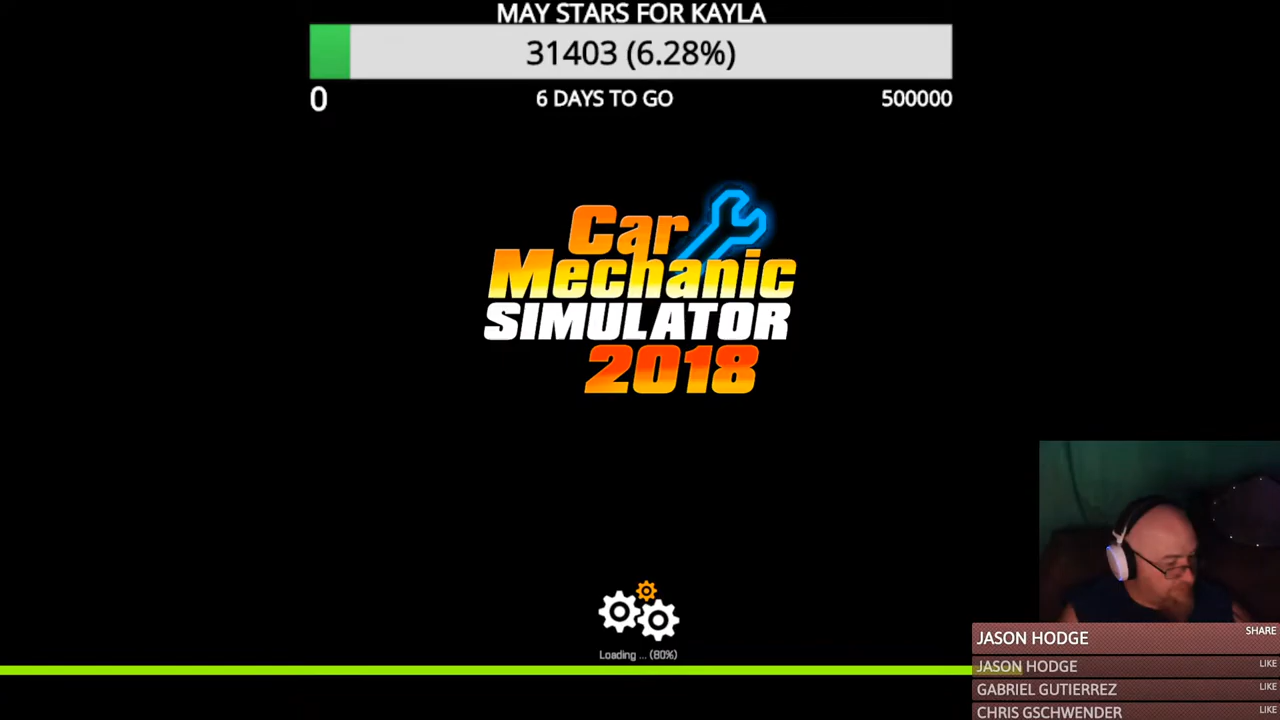 MAY STARS FOR KAYLA
31403 (6.28%)
0
6 DAYS TO GO
500000
Car
Mechanic
SIMULATOR
2018
Loading ... (80%)
JASON HODGE SHARE
JASON HODGE LIKE
GABRIEL GUTIERREZ LIKE
CHRIS GSCHWENDER LIKE